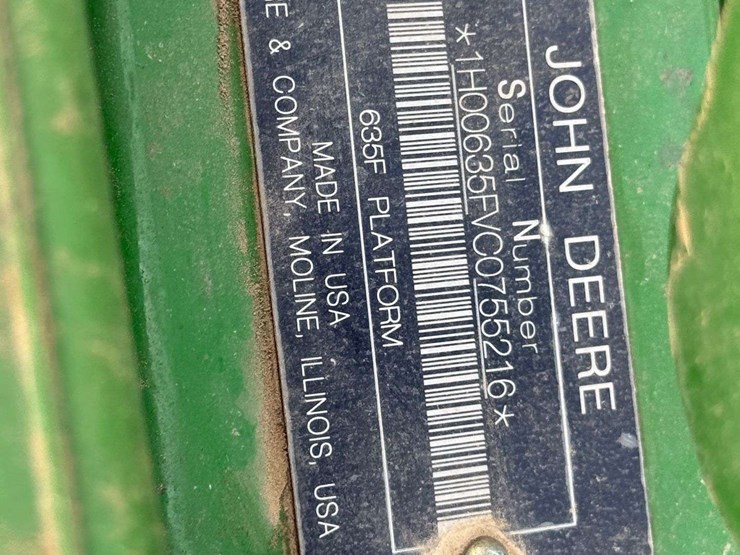 JOHN DEERE
Serial Number
*1H00635FVC0755216*
635F PLATFORM
MADE IN USA
& COMPANY, MOLINE, ILLINOIS, USA